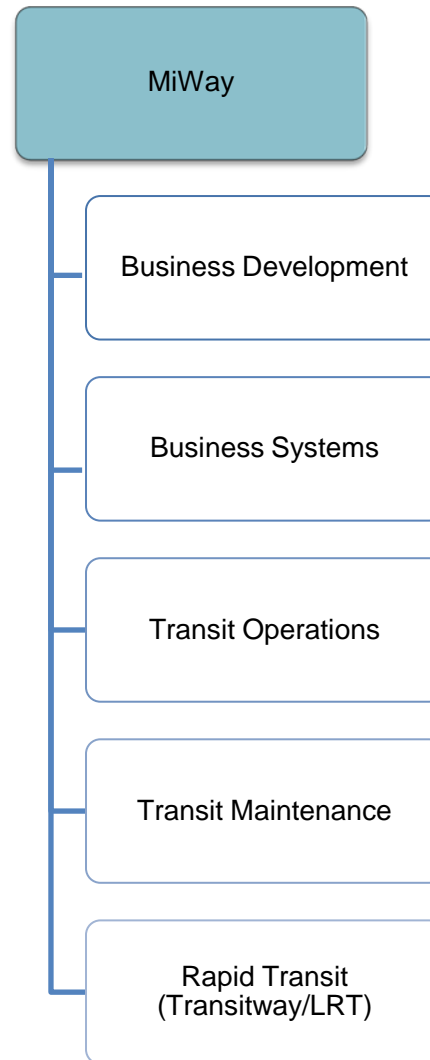 MiWay
Business Development
Business Systems
Transit Operations
Transit Maintenance
Rapid Transit
(Transitway/LRT)